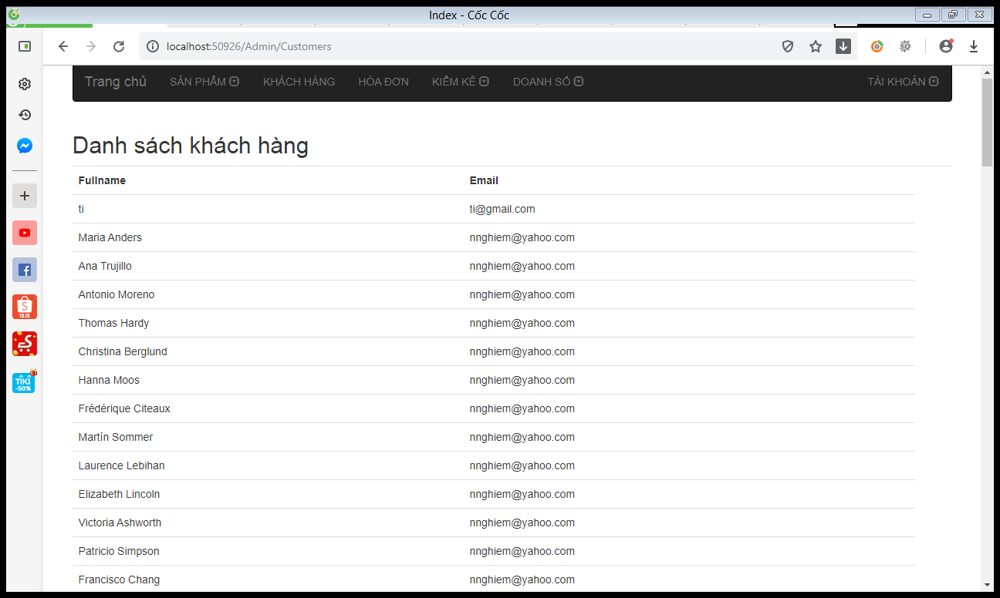 Index - Cốc Cốc
localhost:50926/Admin/Customers
Trang chủ SẢN PHẨM KHÁCH HÀNG HÓA ĐƠN KIỂM KÊ DOANH SỐ TÀI KHOẢN
Danh sách khách hàng
Fullname Email
ti ti@gmail.com
Maria Anders nnghiem@yahoo.com
Ana Trujillo nnghiem@yahoo.com
Antonio Moreno nnghiem@yahoo.com
Thomas Hardy nnghiem@yahoo.com
Christina Berglund nnghiem@yahoo.com
Hanna Moos nnghiem@yahoo.com
Frédérique Citeaux nnghiem@yahoo.com
Martín Sommer nnghiem@yahoo.com
Laurence Lebihan nnghiem@yahoo.com
Elizabeth Lincoln nnghiem@yahoo.com
Victoria Ashworth nnghiem@yahoo.com
Patricio Simpson nnghiem@yahoo.com
Francisco Chang nnghiem@yahoo.com
S
12.12
TIKI
-50%